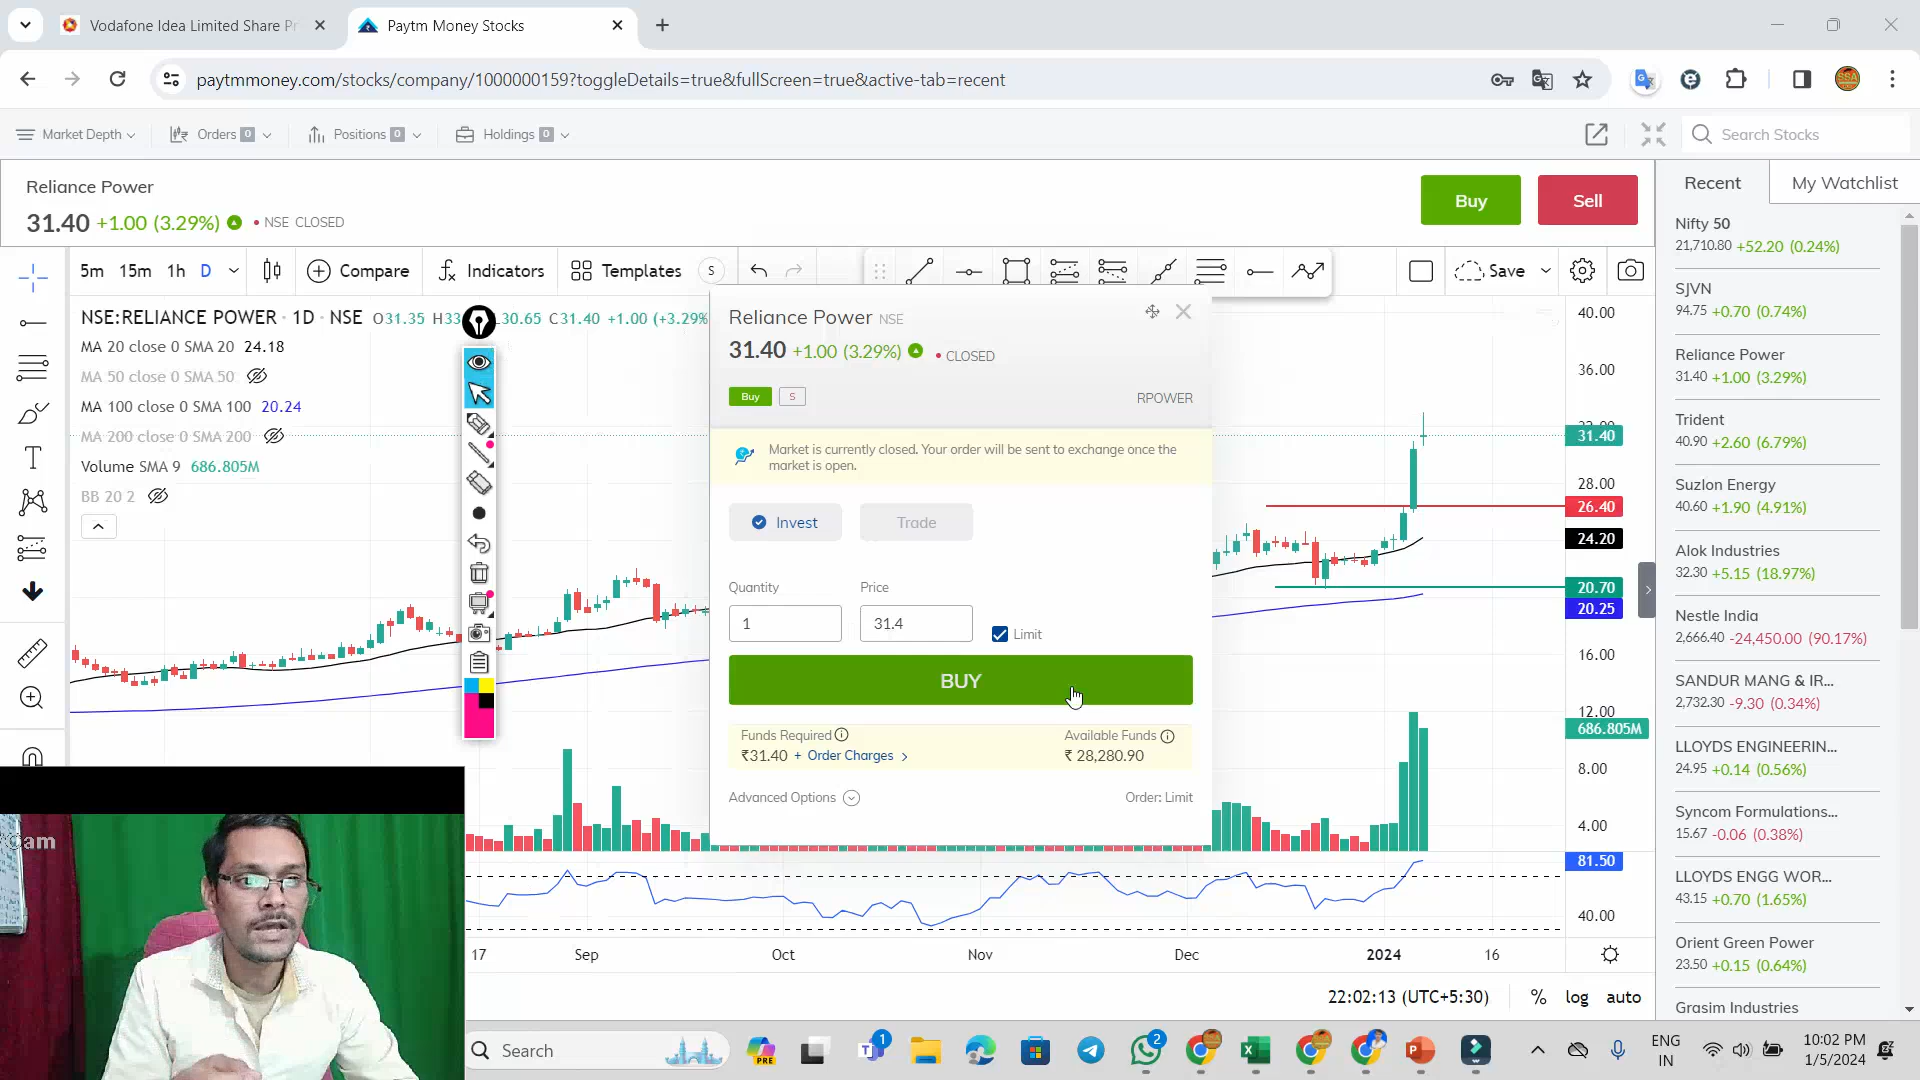 Vodafone Idea Limited Share Pr
Paytm Money Stocks
paytmmoney.com/stocks/company/1000000159?toggleDetails=true&fullScreen=true&active-tab=recent
Market Depth
Orders 0
Positions 0
Holdings 0
Search Stocks
Reliance Power
31.40 +1.00 (3.29%) • NSE CLOSED
Buy
Sell
5m 15m 1h D
Compare
Indicators
Templates
S
Save
NSE:RELIANCE POWER · 1D · NSE O31.35 H33 30.65 C31.40 +1.00 (+3.29%
MA 20 close 0 SMA 20 24.18
MA 50 close 0 SMA 50
MA 100 close 0 SMA 100 20.24
MA 200 close 0 SMA 200
Volume SMA 9 686.805M
BB 20 2
Reliance Power NSE
31.40 +1.00 (3.29%) • CLOSED
Buy S
RPOWER
Market is currently closed. Your order will be sent to exchange once the
market is open.
Invest
Trade
Quantity
Price
1
31.4
Limit
BUY
Funds Required
Available Funds
₹31.40 + Order Charges >
₹ 28,280.90
Advanced Options
Order: Limit
40.00
36.00
31.40
28.00
26.40
24.20
20.70
20.25
16.00
12.00
686.805M
8.00
4.00
81.50
40.00
17 Sep Oct Nov Dec 2024 16
22:02:13 (UTC+5:30)
% log auto
Recent
My Watchlist
Nifty 50
21,710.80 +52.20 (0.24%)
SJVN
94.75 +0.70 (0.74%)
Reliance Power
31.40 +1.00 (3.29%)
Trident
40.90 +2.60 (6.79%)
Suzlon Energy
40.60 +1.90 (4.91%)
Alok Industries
32.30 +5.15 (18.97%)
Nestle India
2,666.40 -24,450.00 (90.17%)
SANDUR MANG & IR...
2,732.30 -9.30 (0.34%)
LLOYDS ENGINEERIN...
24.95 +0.14 (0.56%)
Syncom Formulations...
15.67 -0.06 (0.38%)
LLOYDS ENGG WOR...
43.15 +0.70 (1.65%)
Orient Green Power
23.50 +0.15 (0.64%)
Grasim Industries
Search
PRE
1
2
ENG
IN
10:02 PM
1/5/2024